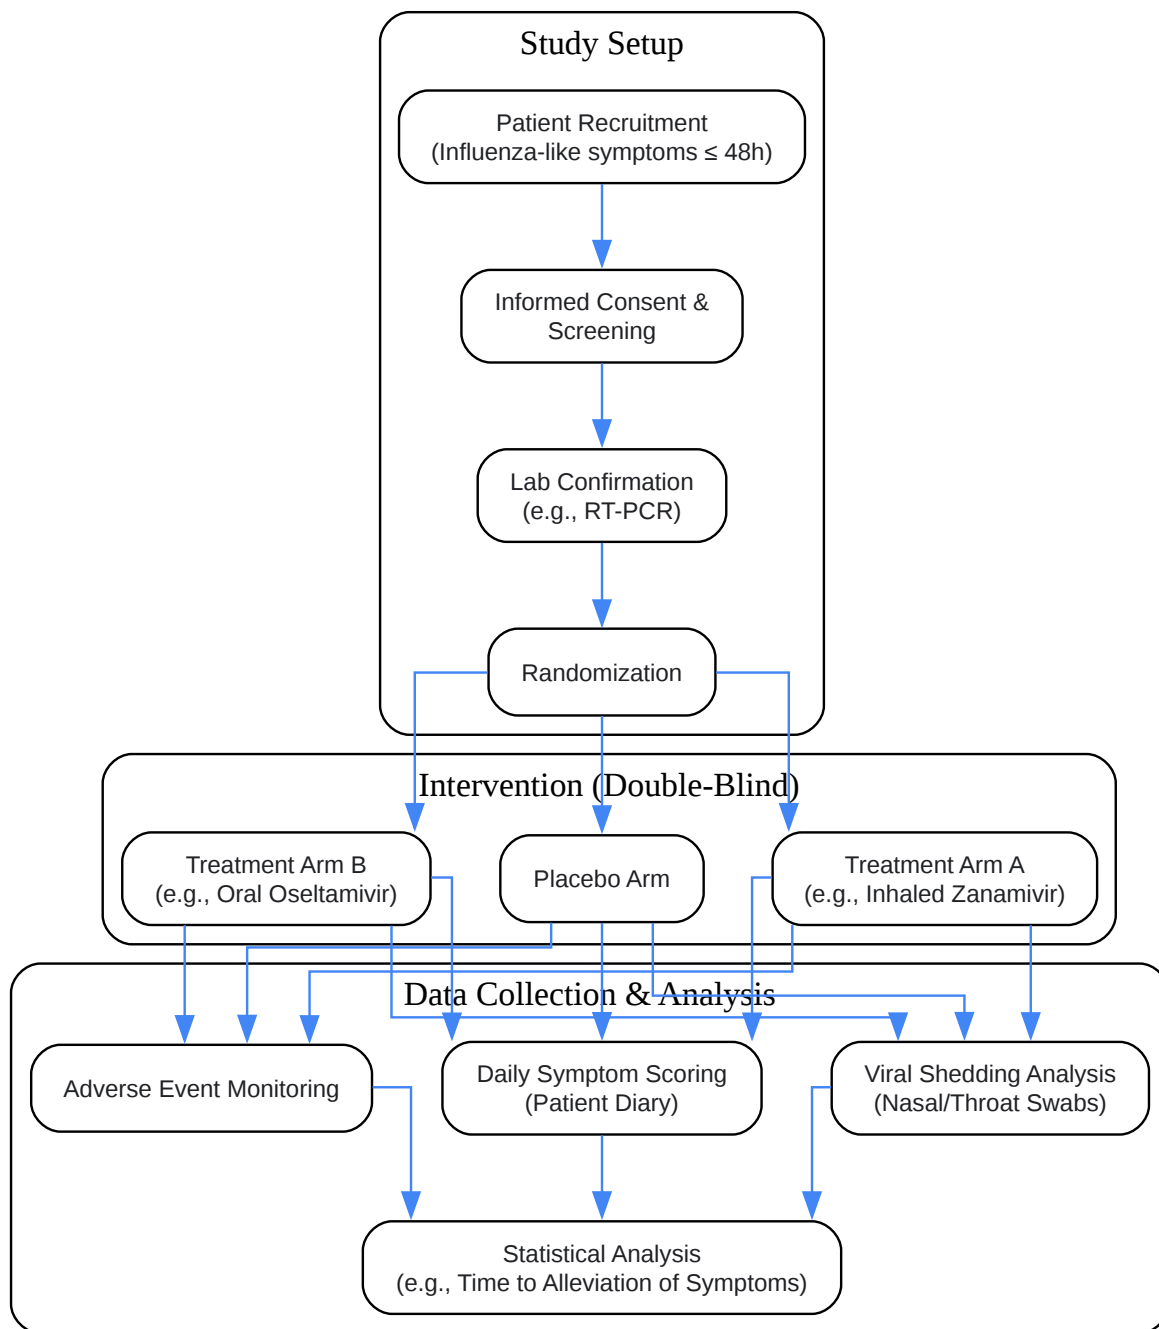 Study Setup
Patient Recruitment
(Influenza-like symptoms ≤ 48h)
Informed Consent &
Screening
Lab Confirmation
(e.g., RT-PCR)
Randomization
Intervention (Double-Blind)
Treatment Arm B
(e.g., Oral Oseltamivir)
Placebo Arm
Treatment Arm A
(e.g., Inhaled Zanamivir)
Data Collection & Analysis
Adverse Event Monitoring
Daily Symptom Scoring
(Patient Diary)
Viral Shedding Analysis
(Nasal/Throat Swabs)
Statistical Analysis
(e.g., Time to Alleviation of Symptoms)